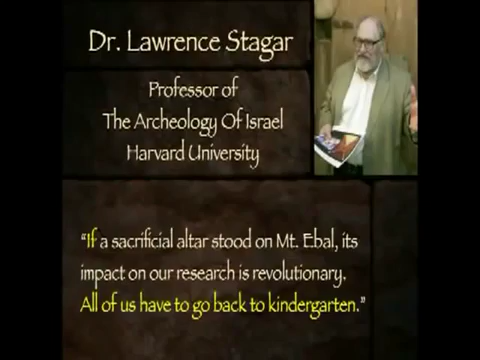 Dr. Lawrence Stagar
Professor of
The Archeology Of Israel
Harvard University
“If a sacrificial altar stood on Mt. Ebal, its
impact on our research is revolutionary.
All of us have to go back to kindergarten.”